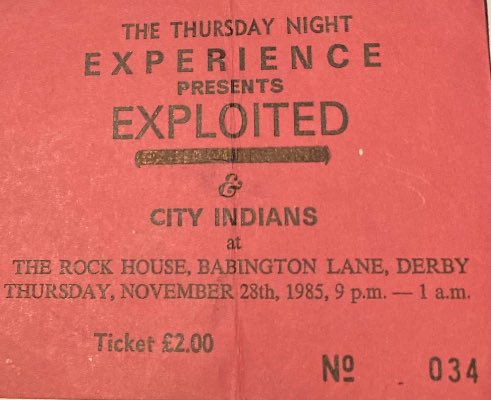 THE THURSDAY NIGHT
EXPERIENCE
PRESENTS
EXPLOITED
&
CITY INDIANS
at
THE ROCK HOUSE, BABINGTON LANE, DERBY
THURSDAY, NOVEMBER 28th, 1985, 9 p.m. — 1 a.m.
Ticket £2.00
Nº 034